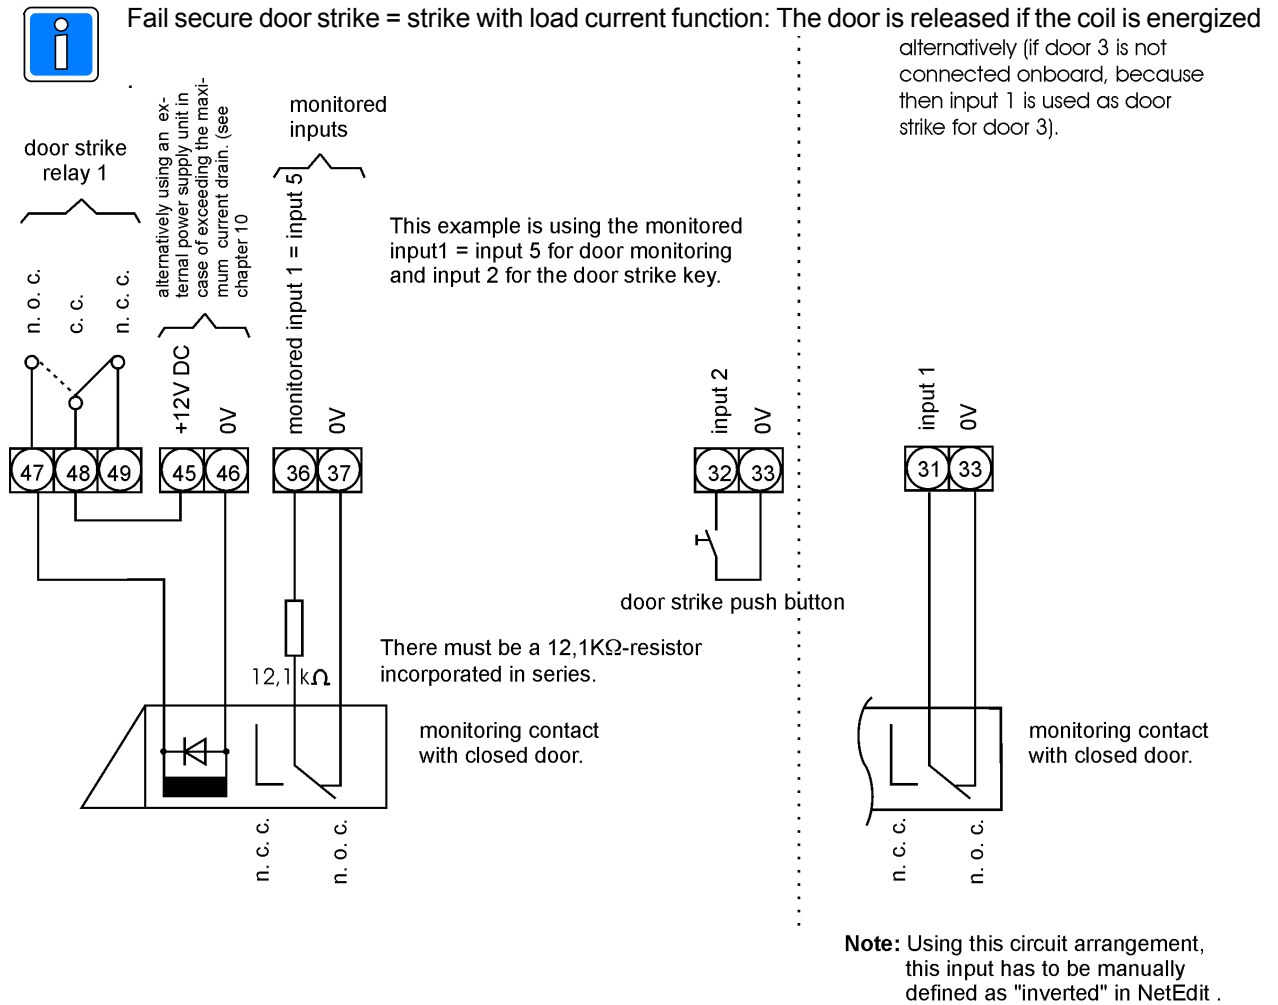 Fail secure door strike = strike with load current function: The door is released if the coil is energized
.
alternatively (if door 3 is not
connected onboard, because
then input 1 is used as door
strike for door 3).
door strike
relay 1
alternatively using an ex-
ternal power supply unit in
case of exceeding the maxi-
mum current drain. (see
chapter 10
monitored
inputs
This example is using the monitored
input1 = input 5 for door monitoring
and input 2 for the door strike key.
n. o. c.
c. c.
n. c. c.
+12V DC
0V
monitored input 1 = input 5
0V
input 2
0V
input 1
0V
47
48
49
45
46
36
37
32
33
31
33
door strike push button
There must be a 12,1KΩ-resistor
incorporated in series.
12,1 kΩ
monitoring contact
with closed door.
n. c. c.
n. o. c.
monitoring contact
with closed door.
n. c. c.
n. o. c.
Note: Using this circuit arrangement,
this input has to be manually
defined as "inverted" in NetEdit .